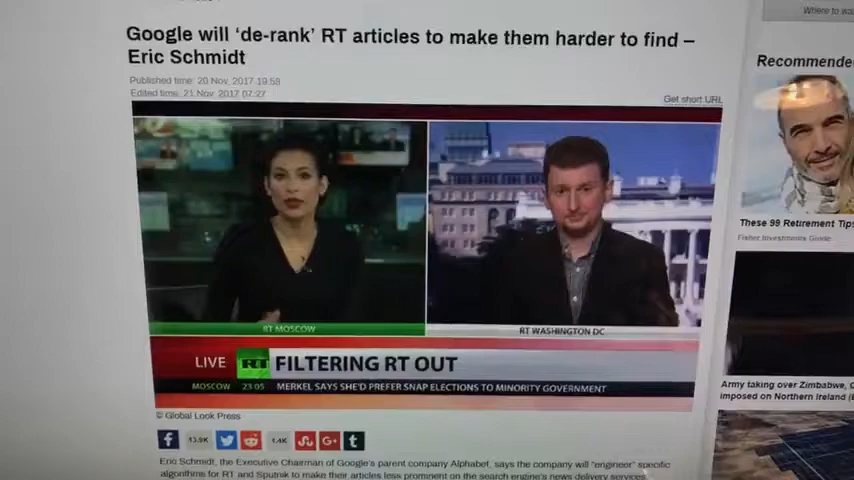 Where to wa
Google will ‘de-rank’ RT articles to make them harder to find –
Eric Schmidt
Published time: 20 Nov, 2017 19:58
Edited time: 21 Nov, 2017 07:27
Get short URL
Recommende
RT MOSCOW
RT WASHINGTON DC
LIVE RT FILTERING RT OUT
MOSCOW 23:05 MERKEL SAYS SHE'D PREFER SNAP ELECTIONS TO MINORITY GOVERNMENT
© Global Look Press
13.9K 1.4K G+ t
Eric Schmidt, the Executive Chairman of Google's parent company Alphabet, says the company will "engineer" specific
algorithms for RT and Sputnik to make their articles less prominent on the search engine's news delivery services.
These 99 Retirement Tips
Fisher Investments Guide
Army taking over Zimbabwe, C
imposed on Northern Ireland (